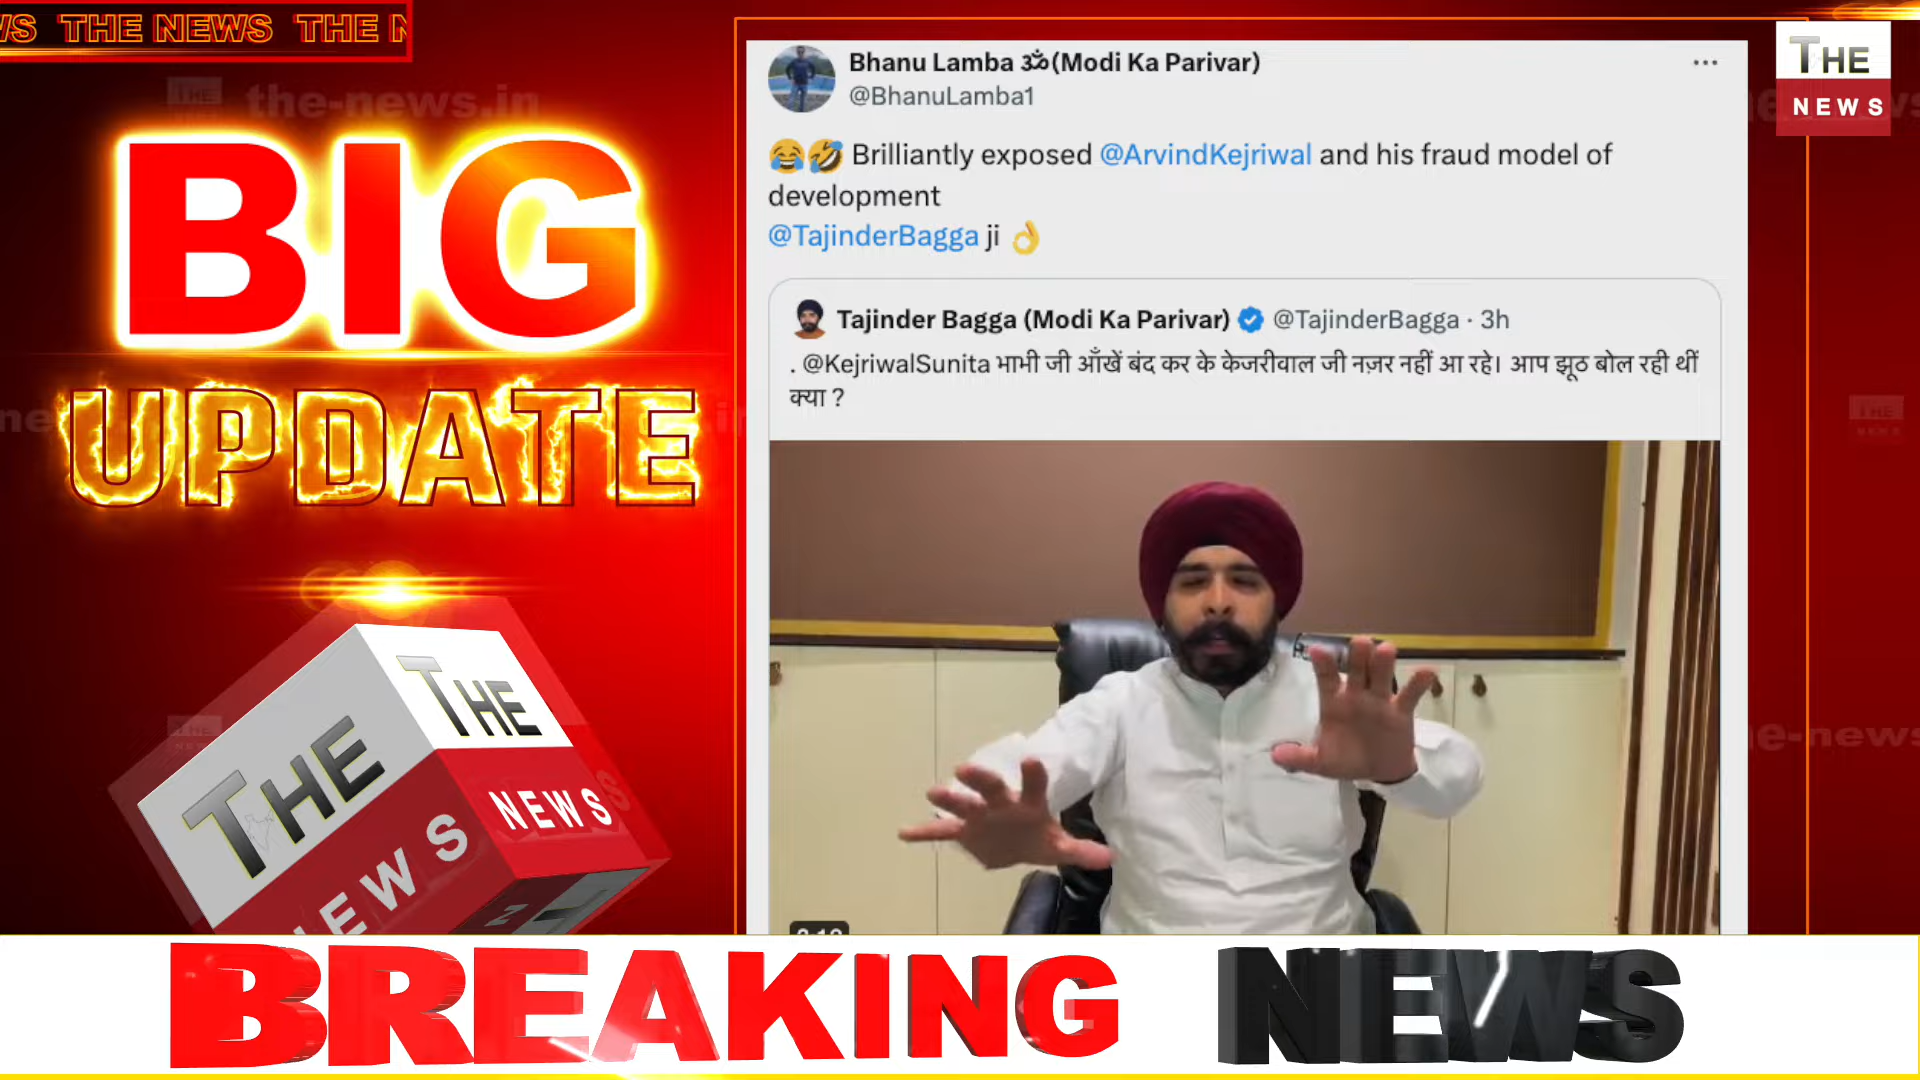 THE NEWS
the-news.in
BIG
UPDATE
THE
NEWS
THE
NEWS
Bhanu Lamba ॐ(Modi Ka Parivar)
@BhanuLamba1
😂🤣 Brilliantly exposed @ArvindKejriwal and his fraud model of
development
@TajinderBagga ji 👌
Tajinder Bagga (Modi Ka Parivar) @TajinderBagga · 3h
. @KejriwalSunita भाभी जी आँखें बंद कर के केजरीवाल जी नज़र नहीं आ रहे। आप झूठ बोल रही थीं
क्या ?
THE
NEWS
BREAKING NEWS